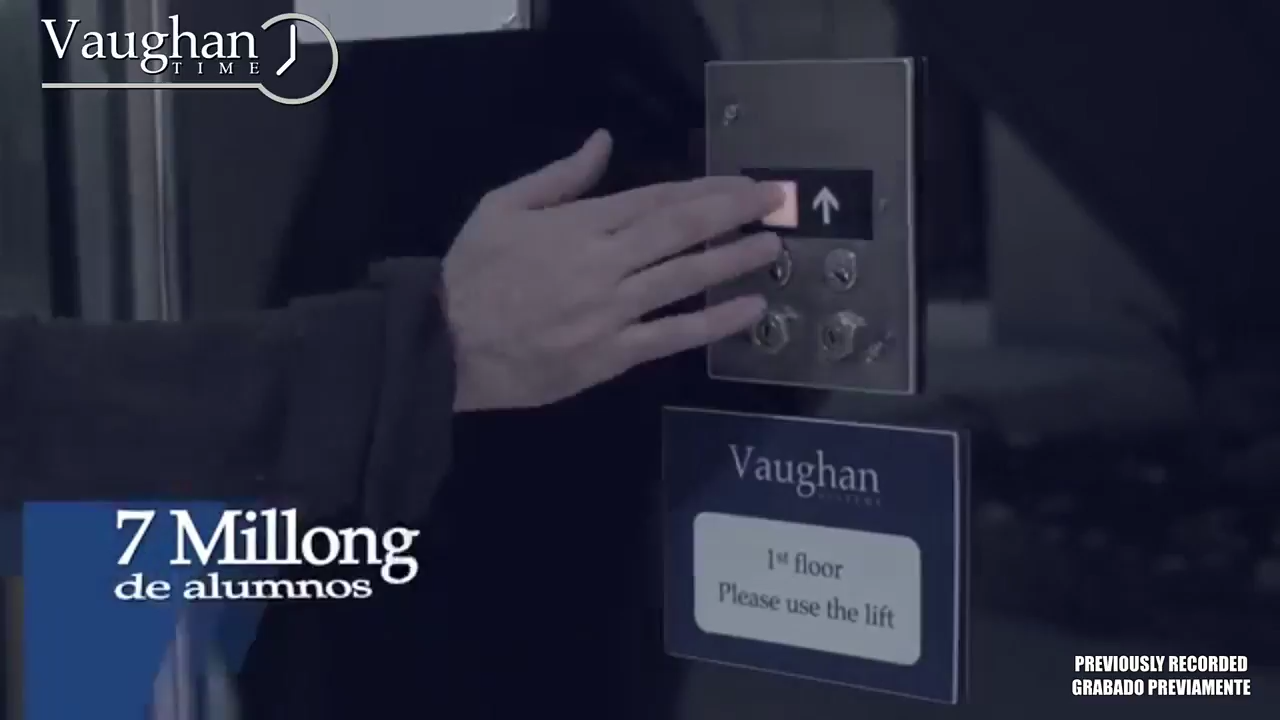 Vaughan
TIME
Vaughan
1st floor
Please use the lift
7 Millong
de alumnos
PREVIOUSLY RECORDED
GRABADO PREVIAMENTE